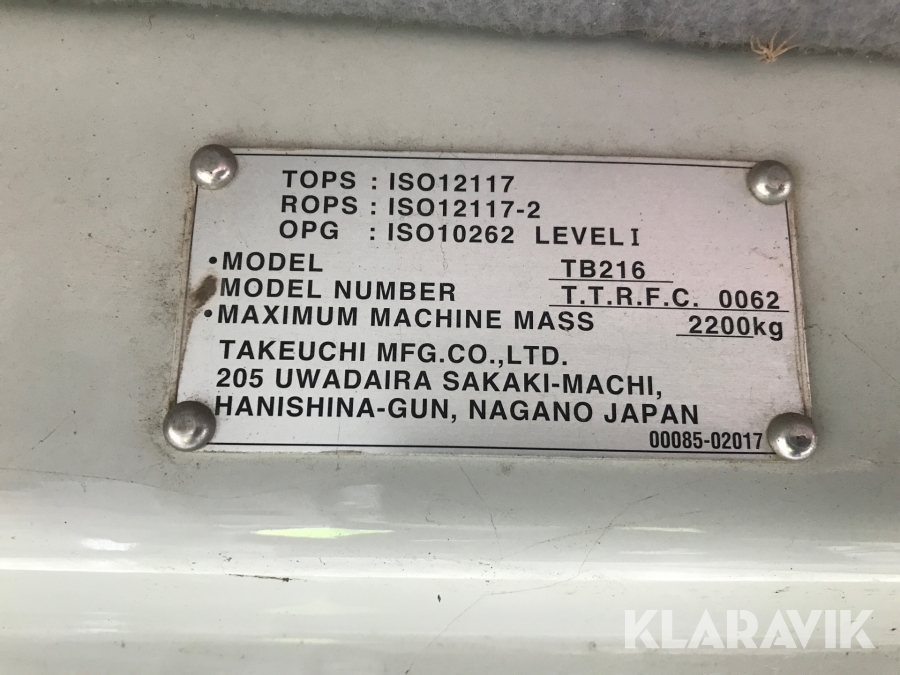 TOPS : ISO12117
ROPS : ISO12117-2
OPG : ISO10262 LEVEL I
•MODEL TB216
MODEL NUMBER T.T.R.F.C. 0062
•MAXIMUM MACHINE MASS 2200kg
TAKEUCHI MFG.CO.,LTD.
205 UWADAIRA SAKAKI-MACHI,
HANISHINA-GUN, NAGANO JAPAN
00085-02017
KLARAVIK